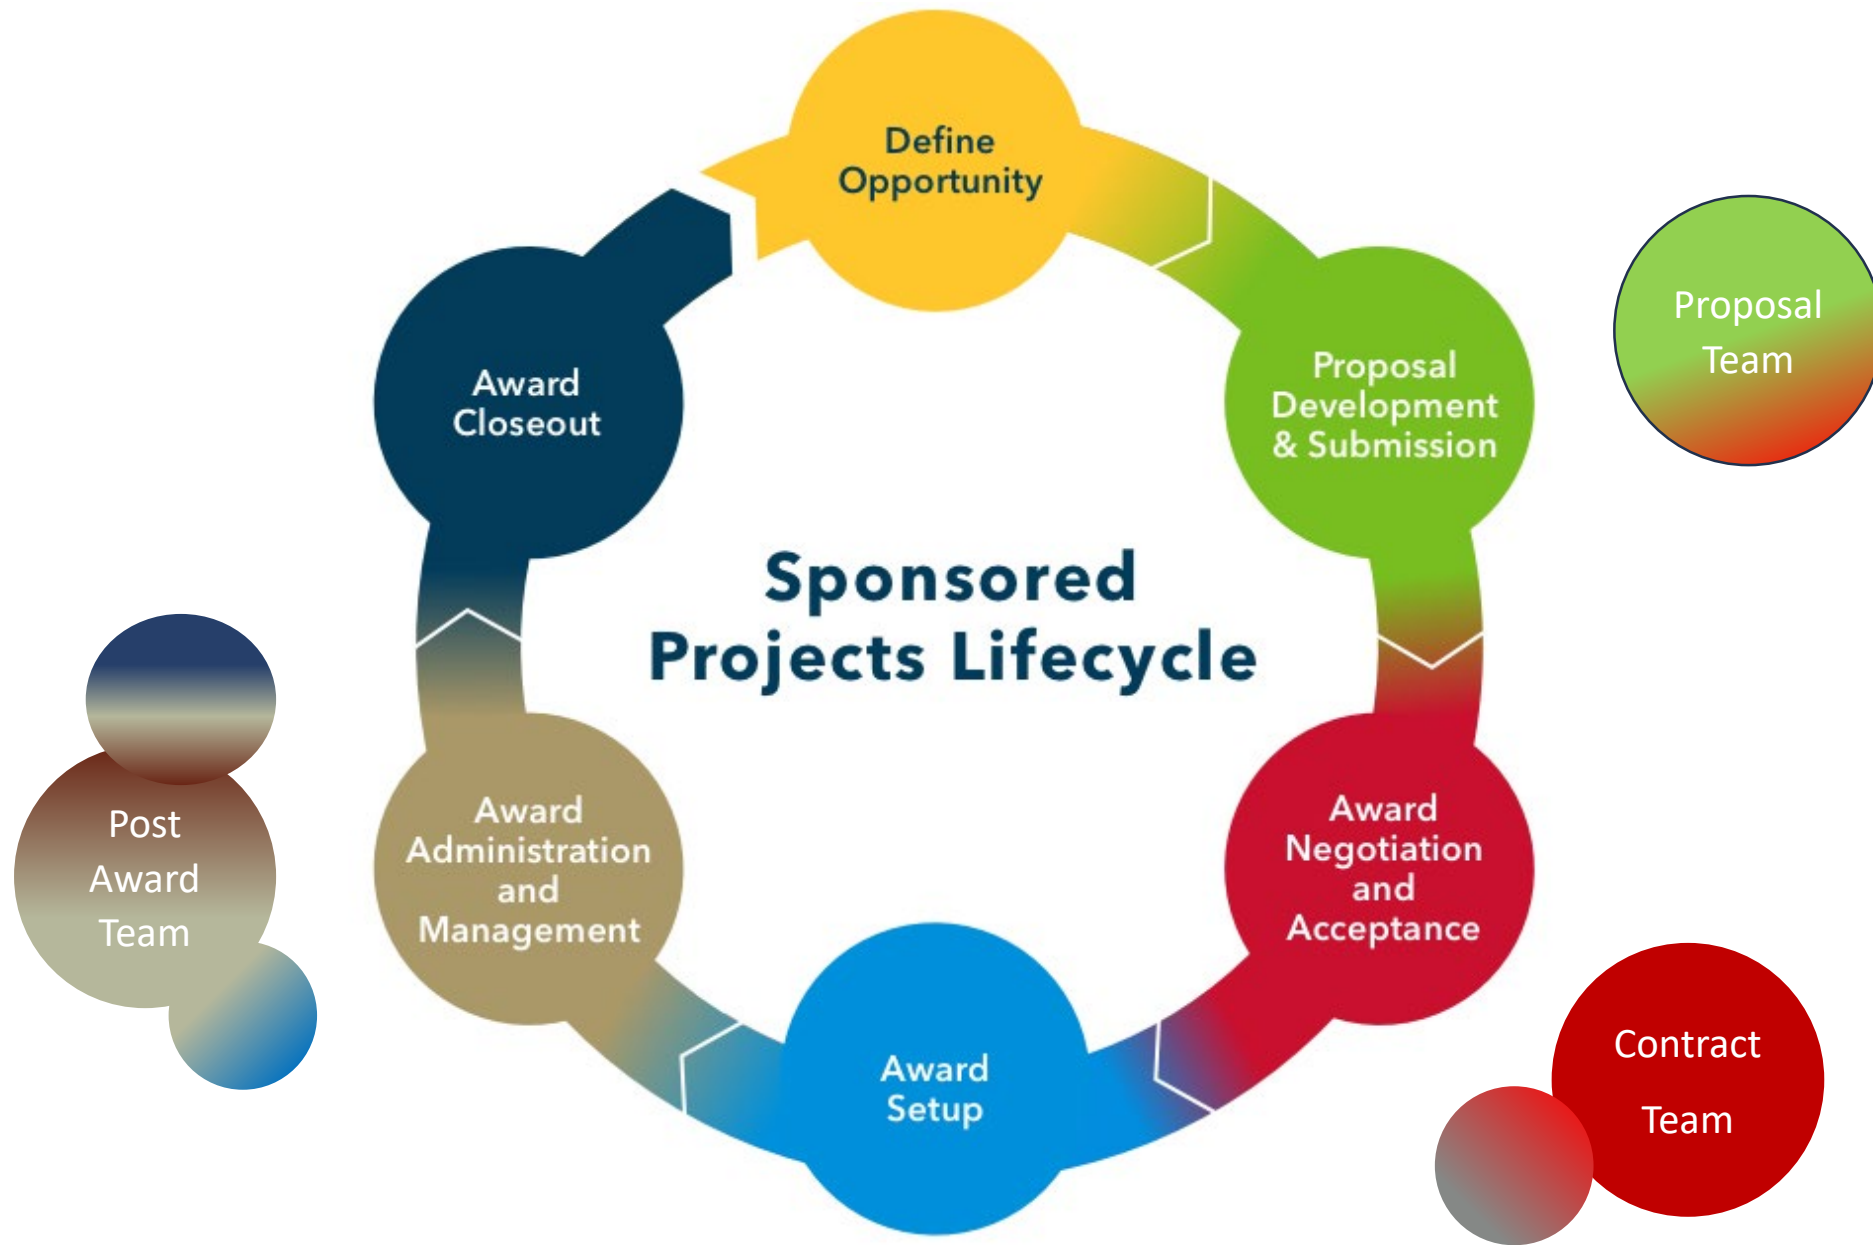 Define
Opportunity
Proposal
Development
& Submission
Award
Negotiation
and
Acceptance
Award
Setup
Award
Administration
and
Management
Award
Closeout
Sponsored
Projects Lifecycle
Proposal
Team
Contract
Team
Post
Award
Team